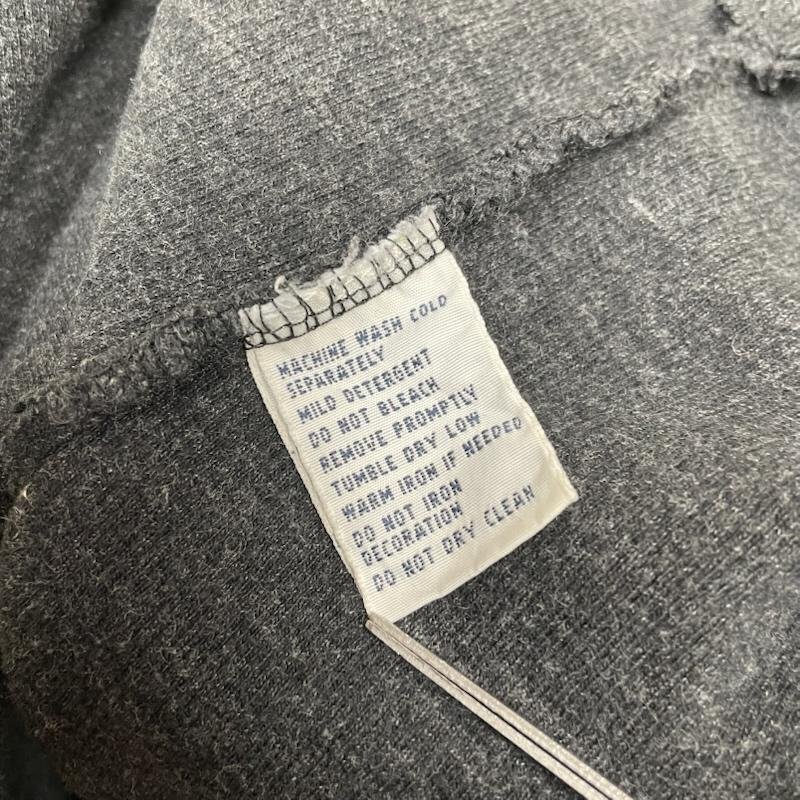 MACHINE WASH COLD
SEPARATELY
MILD DETERGENT
DO NOT BLEACH
REMOVE PROMPTLY
TUMBLE DRY LOW
WARM IRON IF NEEDED
DO NOT IRON
DECORATION
DO NOT DRY CLEAN